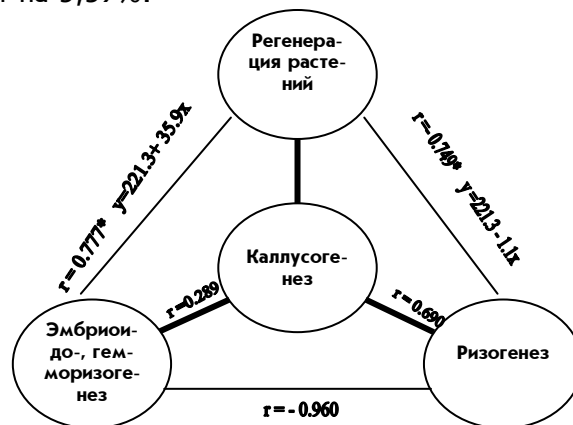 Регенера-
ция расте-
ний
r = 0.777* y=221.3+ 35.9x
r = 0.749* y=221.3 - 1.1x
Каллусоге-
нез
r =0.289
r =0.690
Эмбриои-
до-, гем-
моризоге-
нез
Ризогенез
r = - 0.960